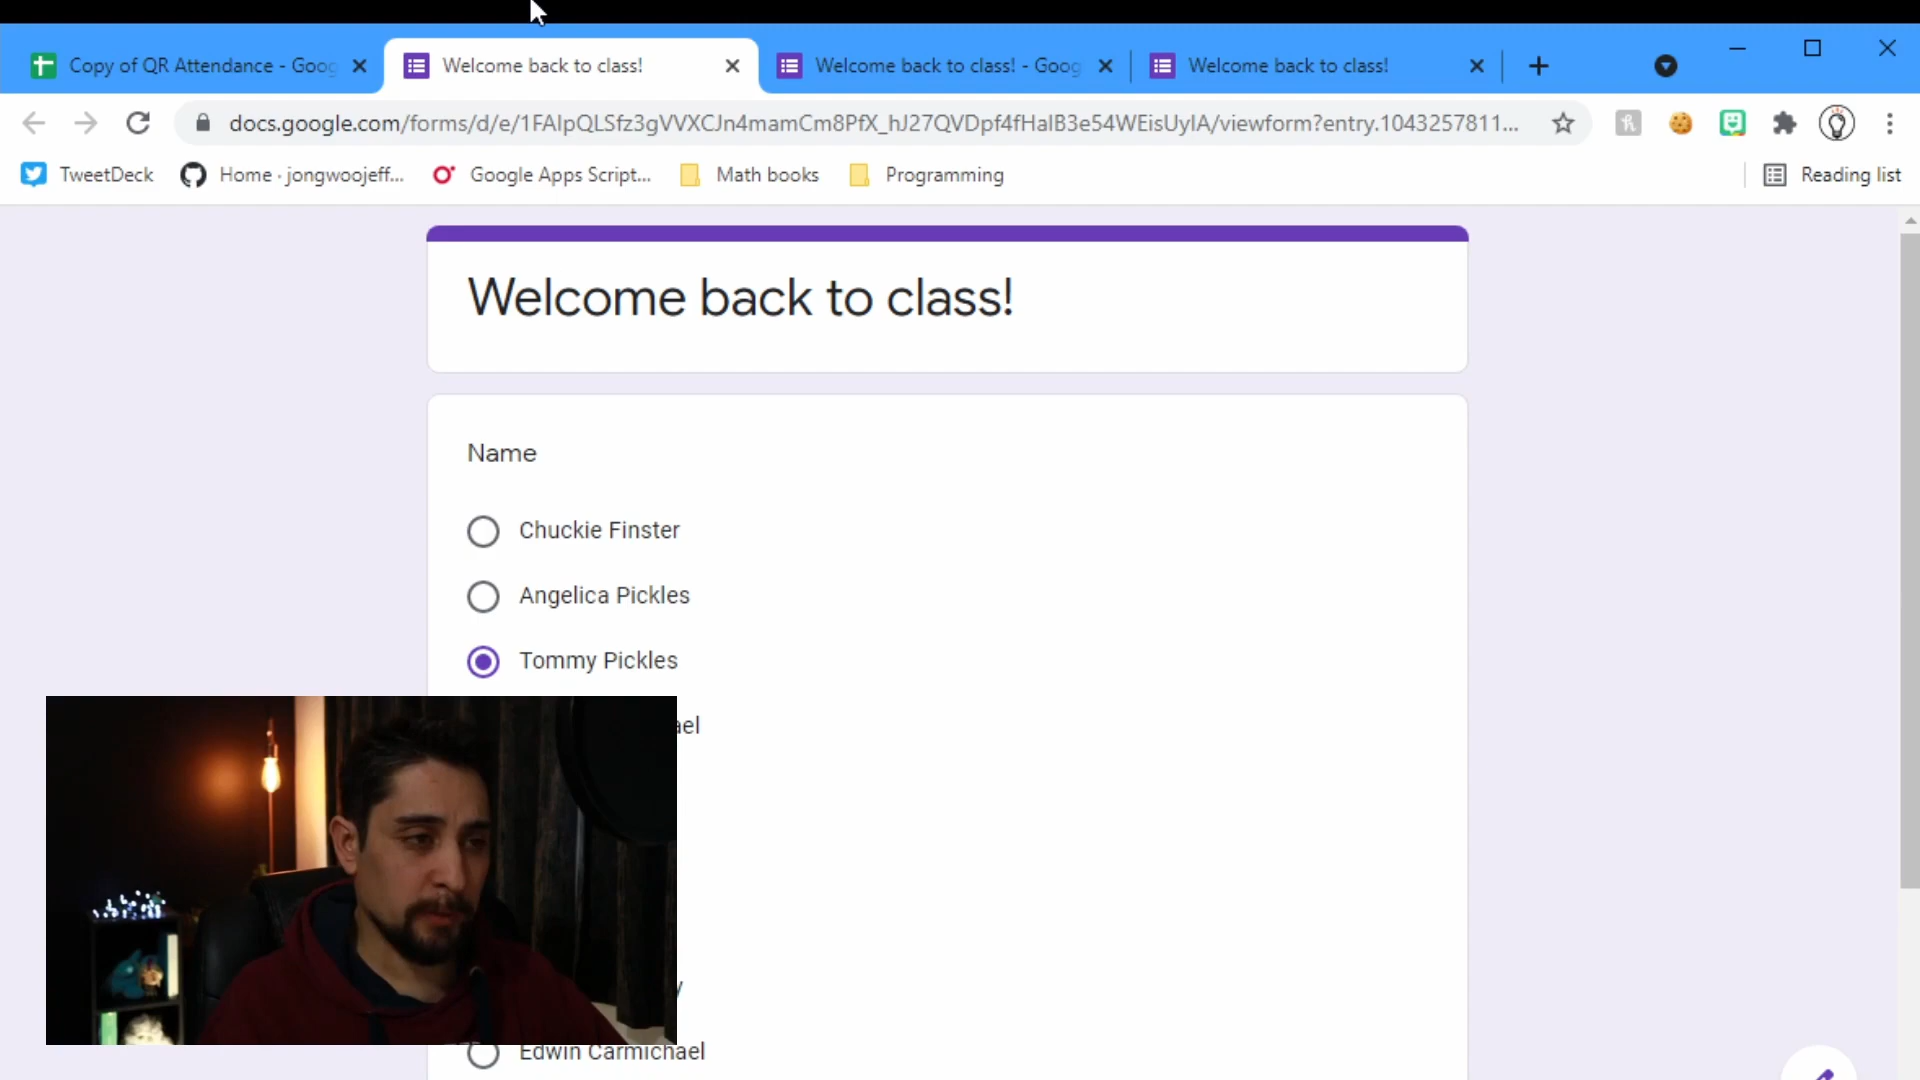 Copy of QR Attendance - Goog
Welcome back to class!
Welcome back to class! - Goog
Welcome back to class!
docs.google.com/forms/d/e/1FAIpQLSfz3gVVXCJn4mamCm8PfX_hJ27QVDpf4fHalB3e54WEisUyIA/viewform?entry.1043257811...
TweetDeck
Home · jongwoojeff...
Google Apps Script...
Math books
Programming
Reading list
Welcome back to class!
Name
Chuckie Finster
Angelica Pickles
Tommy Pickles
ael
Edwin Carmichael